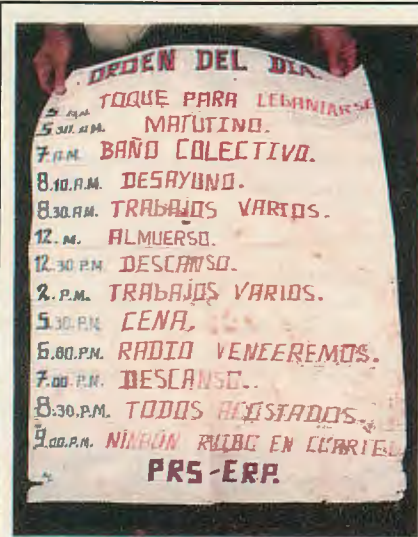 ORDEN DEL DIA.
5 A.M. TOQUE PARA LEBANIARSE
5.30. A.M. MATUTINO.
7 A.M. BAÑO COLECTIVO.
8.10.A.M. DESAYUNO.
8.30.AM. TRABAJOS VARIOS.
12. M. ALMUERSO.
12.30 P.M DESCANSO.
2. P.M. TRABAJOS VARIOS.
5.30.P.M. CENA,
6.00.P.M. RADIO VENCEREMOS.
7.00 P.M. DESCANSO..
8:30.P.M. TODOS ACOSTADOS.
9.00.P.M. NINGUN RUIDO EN CUARTEL
PRS-ERP.